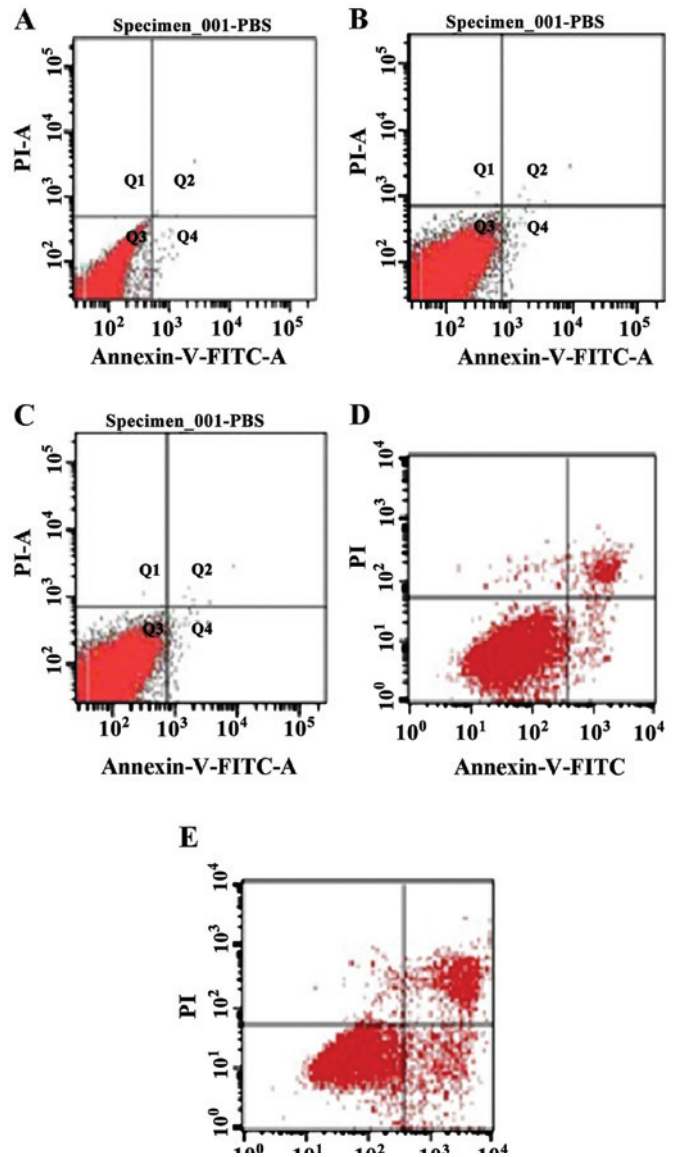 A
Specimen_001-PBS
PI-A
10^5
10^4
10^3
10^2
Q1
Q2
Q3
Q4
10^2 10^3 10^4 10^5
Annexin-V-FITC-A
B
Specimen_001-PBS
PI-A
10^5
10^4
10^3
10^2
Q1
Q2
Q3
Q4
10^2 10^3 10^4 10^5
Annexin-V-FITC-A
C
Specimen_001-PBS
PI-A
10^5
10^4
10^3
10^2
Q1
Q2
Q3
Q4
10^2 10^3 10^4 10^5
Annexin-V-FITC-A
D
PI
10^4
10^3
10^2
10^1
10^0
10^0 10^1 10^2 10^3 10^4
Annexin-V-FITC
E
PI
10^4
10^3
10^2
10^1
10^0
10^0 10^1 10^2 10^3 10^4